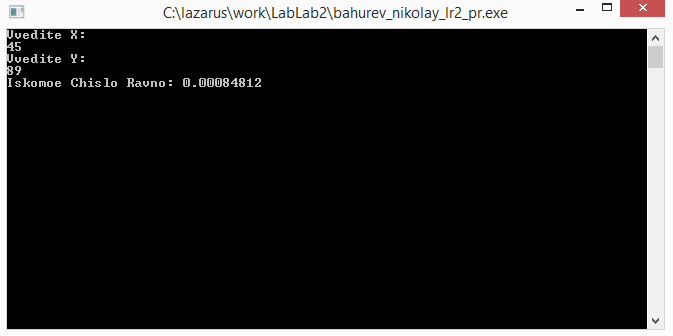 C:\lazarus\work\LabLab2\bahurev_nikolay_lr2_pr.exe
Vvedite X:
45
Vvedite Y:
89
Iskomoe Chislo Ravno: 0.00084812